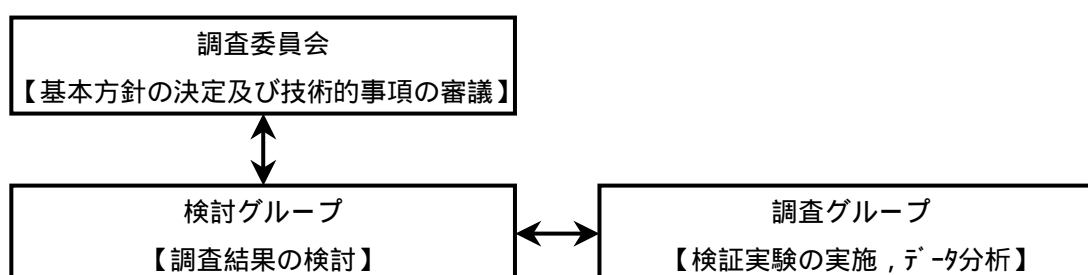 調査委員会
【基本方針の決定及び技術的事項の審議】
検討グループ
【調査結果の検討】
調査グループ
【検証実験の実施，ﾃﾞｰﾀ分析】